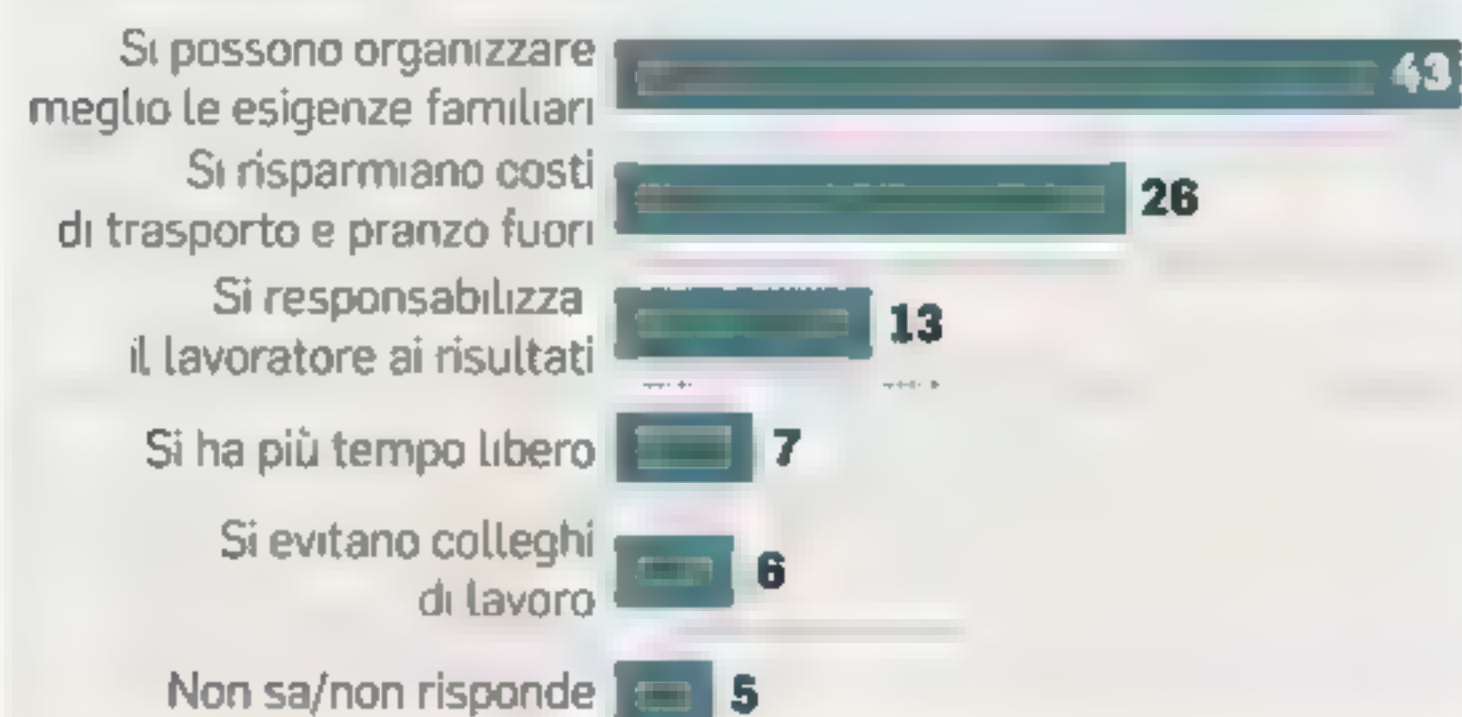 Si possono organizzare
meglio le esigenze familiari
43
Si risparmiano costi
di trasporto e pranzo fuori
26
Si responsabilizza
il lavoratore ai risultati
13
Si ha più tempo libero
7
Si evitano colleghi
di lavoro
6
Non sa/non risponde
5